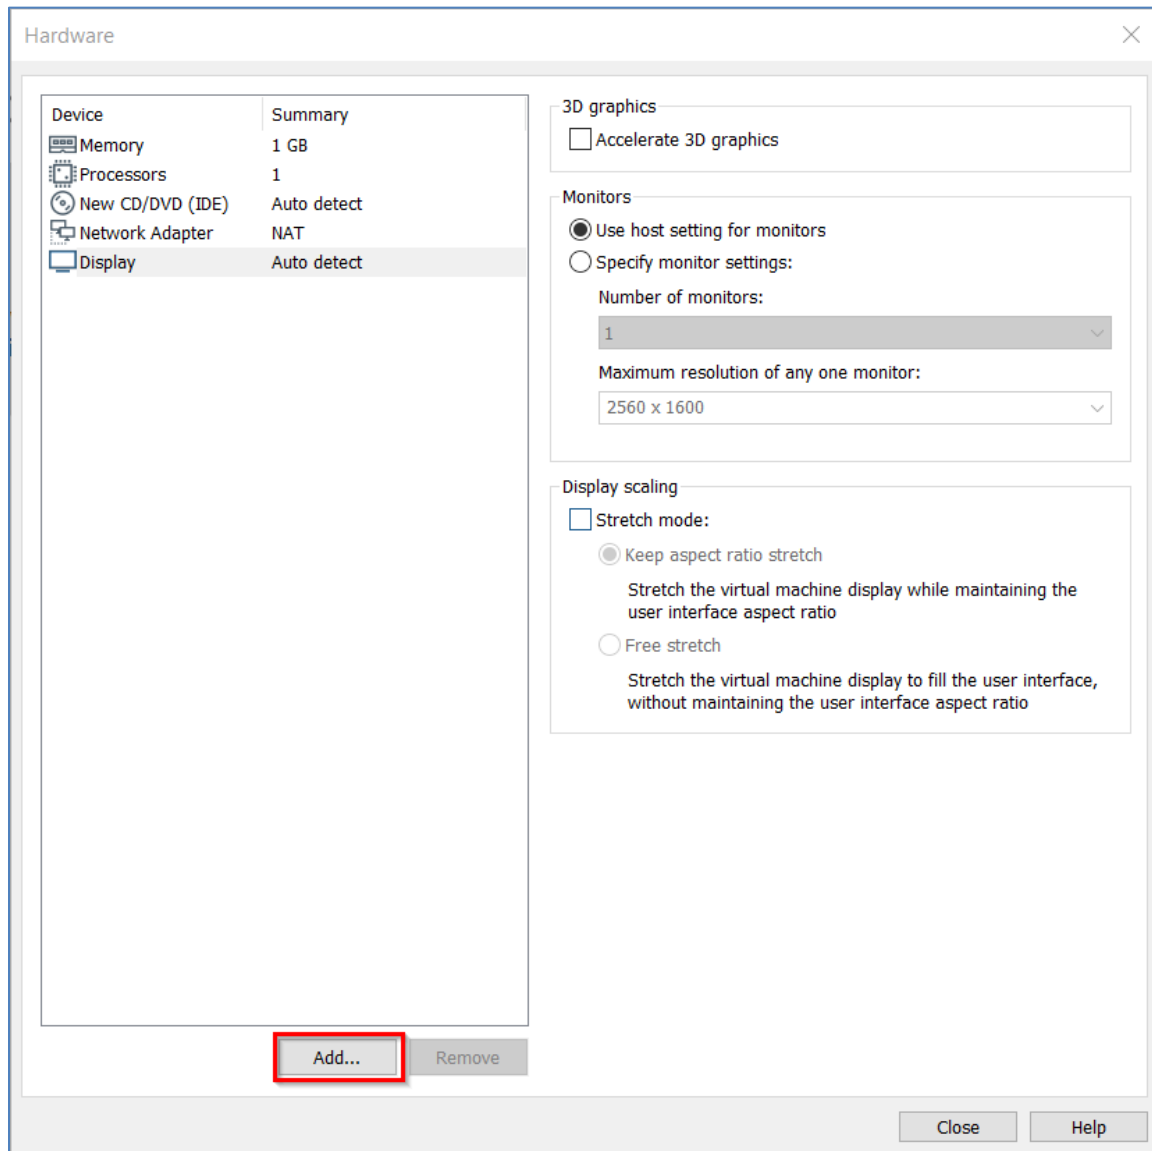 Hardware
Device Summary
Memory 1 GB
Processors 1
New CD/DVD (IDE) Auto detect
Network Adapter NAT
Display Auto detect
Add...
Remove
3D graphics
Accelerate 3D graphics
Monitors
Use host setting for monitors
Specify monitor settings:
Number of monitors:
1
Maximum resolution of any one monitor:
2560 x 1600
Display scaling
Stretch mode:
Keep aspect ratio stretch
Stretch the virtual machine display while maintaining the
user interface aspect ratio
Free stretch
Stretch the virtual machine display to fill the user interface,
without maintaining the user interface aspect ratio
Close
Help